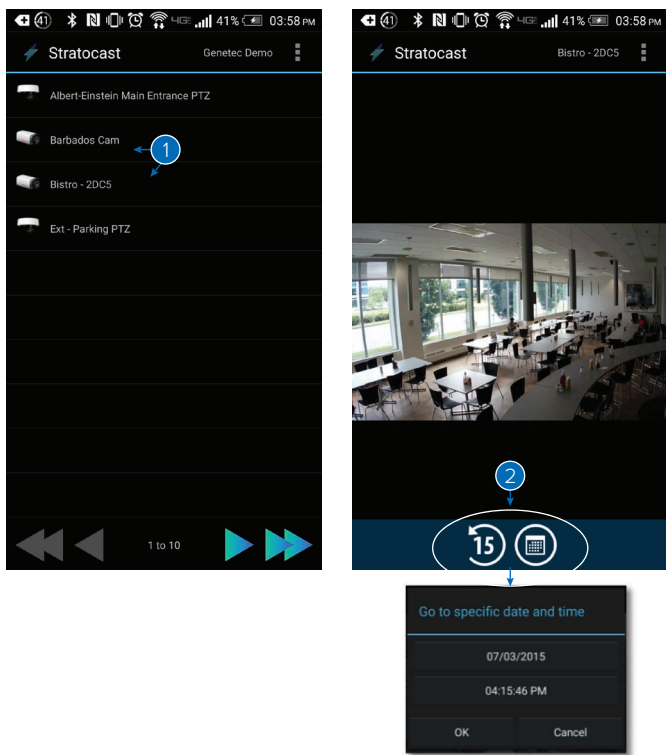 41 4G 41% 03:58 PM
Stratocast Genetec Demo
Albert-Einstein Main Entrance PTZ
Barbados Cam
1
Bistro - 2DC5
Ext - Parking PTZ
1 to 10
41 4G 41% 03:58 PM
Stratocast Bistro - 2DC5
2
15
Go to specific date and time
07/03/2015
04:15:46 PM
OK Cancel